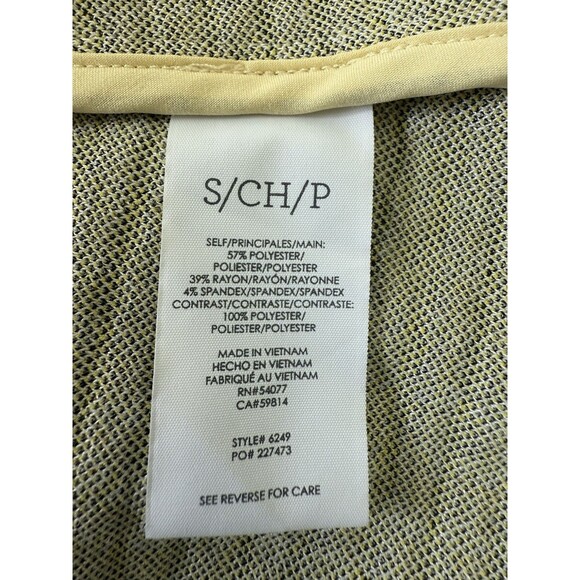 S/CH/P
SELF/PRINCIPALES/MAIN:
57% POLYESTER/
POLIESTER/POLYESTER
39% RAYON/RAYÓN/RAYONNE
4% SPANDEX/SPANDEX/SPANDEX
CONTRAST/CONTRASTE/CONTRASTE:
100% POLYESTER/
POLIESTER/POLYESTER
MADE IN VIETNAM
HECHO EN VIETNAM
FABRIQUÉ AU VIETNAM
RN#54077
CA#59814
STYLE# 6249
PO# 227473
SEE REVERSE FOR CARE